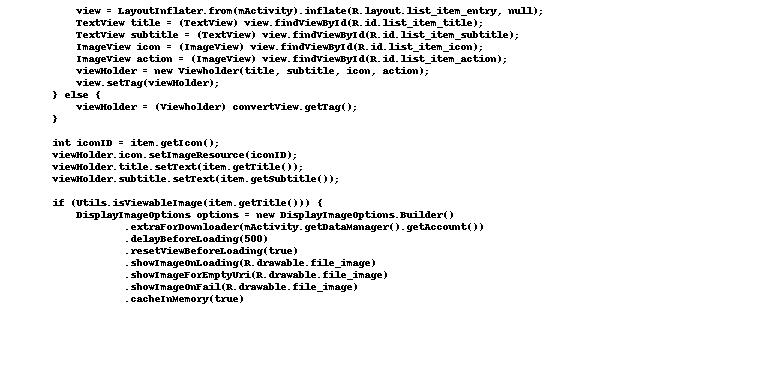 view = LayoutInflater.from(mActivity).inflate(R.layout.list_item_entry, null);
TextView title = (TextView) view.findViewById(R.id.list_item_title);
TextView subtitle = (TextView) view.findViewById(R.id.list_item_subtitle);
ImageView icon = (ImageView) view.findViewById(R.id.list_item_icon);
ImageView action = (ImageView) view.findViewById(R.id.list_item_action);
viewHolder = new Viewholder(title, subtitle, icon, action);
view.setTag(viewHolder);
} else {
viewHolder = (Viewholder) convertView.getTag();
}
int iconID = item.getIcon();
viewHolder.icon.setImageResource(iconID);
viewHolder.title.setText(item.getTitle());
viewHolder.subtitle.setText(item.getSubtitle());
if (Utils.isViewableImage(item.getTitle())) {
DisplayImageOptions options = new DisplayImageOptions.Builder()
.extraForDownloader(mActivity.getDataManager().getAccount())
.delayBeforeLoading(500)
.resetViewBeforeLoading(true)
.showImageOnLoading(R.drawable.file_image)
.showImageForEmptyUri(R.drawable.file_image)
.showImageOnFail(R.drawable.file_image)
.cacheInMemory(true)